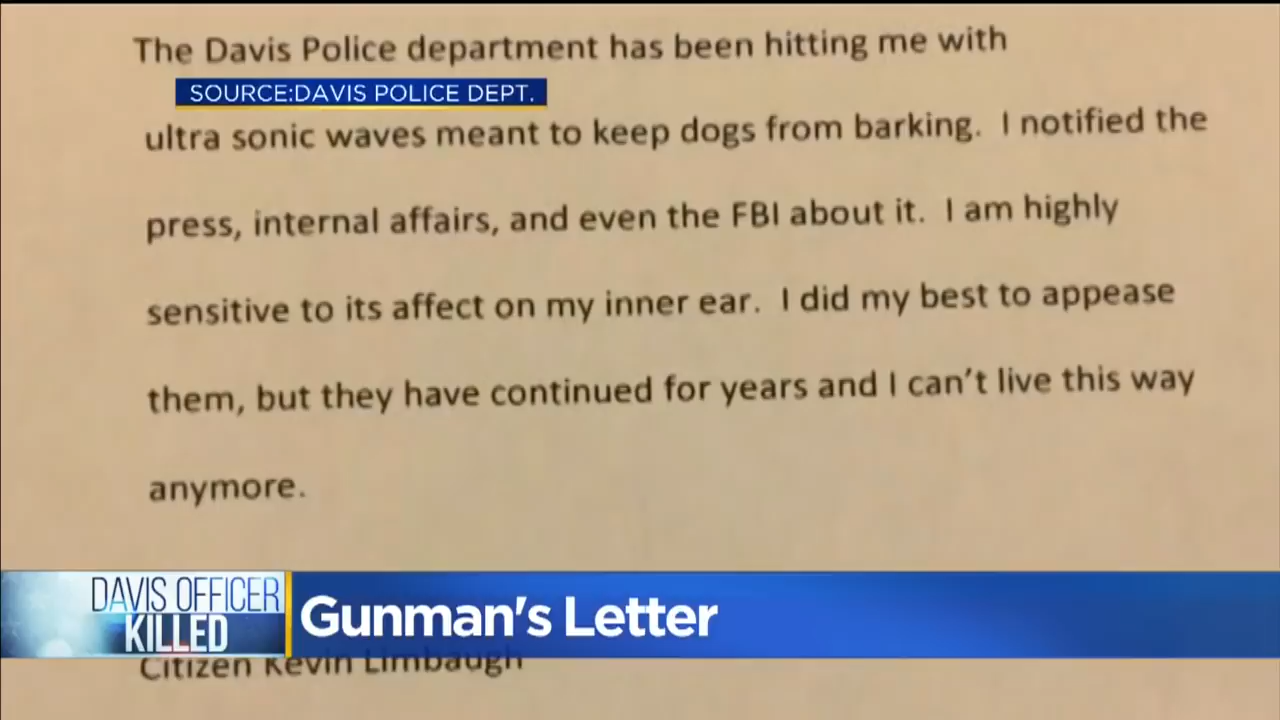 The Davis Police department has been hitting me with
SOURCE:DAVIS POLICE DEPT.
ultra sonic waves meant to keep dogs from barking. I notified the
press, internal affairs, and even the FBI about it. I am highly
sensitive to its affect on my inner ear. I did my best to appease
them, but they have continued for years and I can't live this way
anymore.
DAVIS OFFICER
KILLED
Gunman's Letter
Citizen Kevin Limbaugh